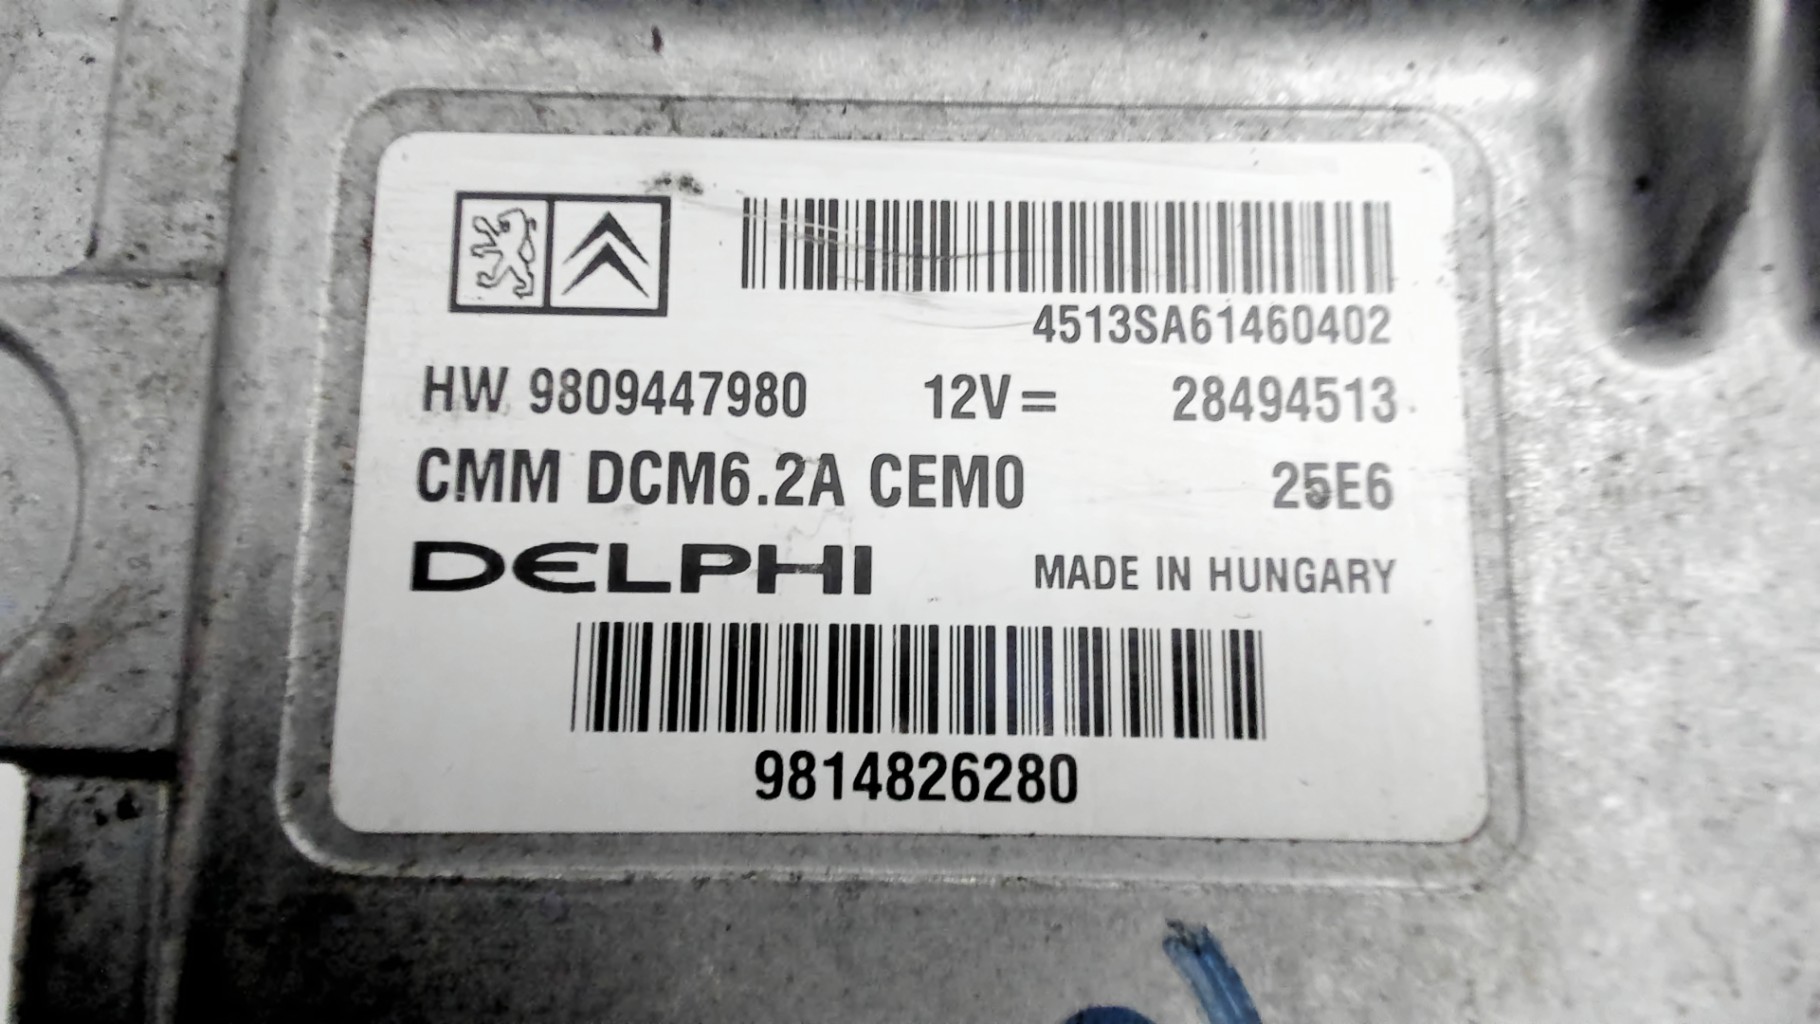 4513SA61460402
HW 9809447980 12V= 28494513
CMM DCM6.2A CEM0 25E6
DELPHI MADE IN HUNGARY
9814826280